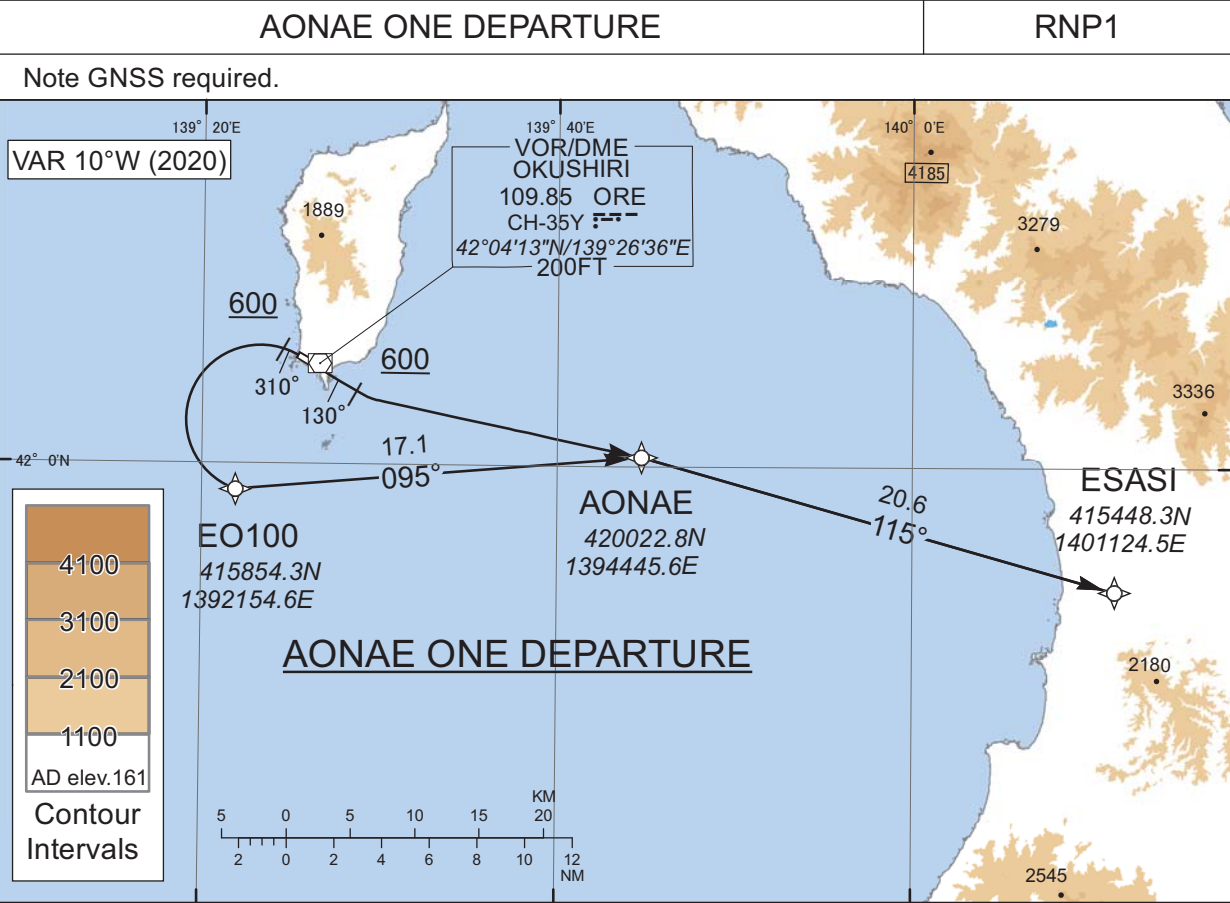 AONAE ONE DEPARTURE
RNP1
Note GNSS required.
139° 20'E
139° 40'E
140° 0'E
VAR 10°W (2020)
VOR/DME
OKUSHIRI
109.85 ORE
CH-35Y
42°04'13"N/139°26'36"E
200FT
4185
1889
3279
600
600
310°
130°
3336
42° 0'N
17.1
095°
ESASI
415448.3N
1401124.5E
AONAE
420022.8N
1394445.6E
20.6
115°
EO100
415854.3N
1392154.6E
4100
3100
2100
1100
AD elev.161
Contour
Intervals
AONAE ONE DEPARTURE
2180
KM
5 0 5 10 15 20
2 0 2 4 6 8 10 12
NM
2545